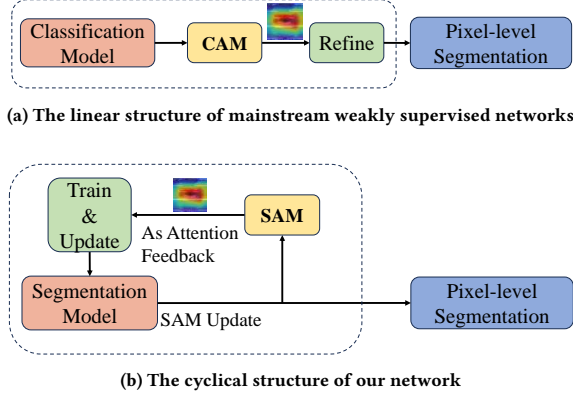 Classification
Model
CAM
Refine
Pixel-level
Segmentation
(a) The linear structure of mainstream weakly supervised networks
Train
&
Update
As Attention
Feedback
SAM
Segmentation
Model
SAM Update
Pixel-level
Segmentation
(b) The cyclical structure of our network